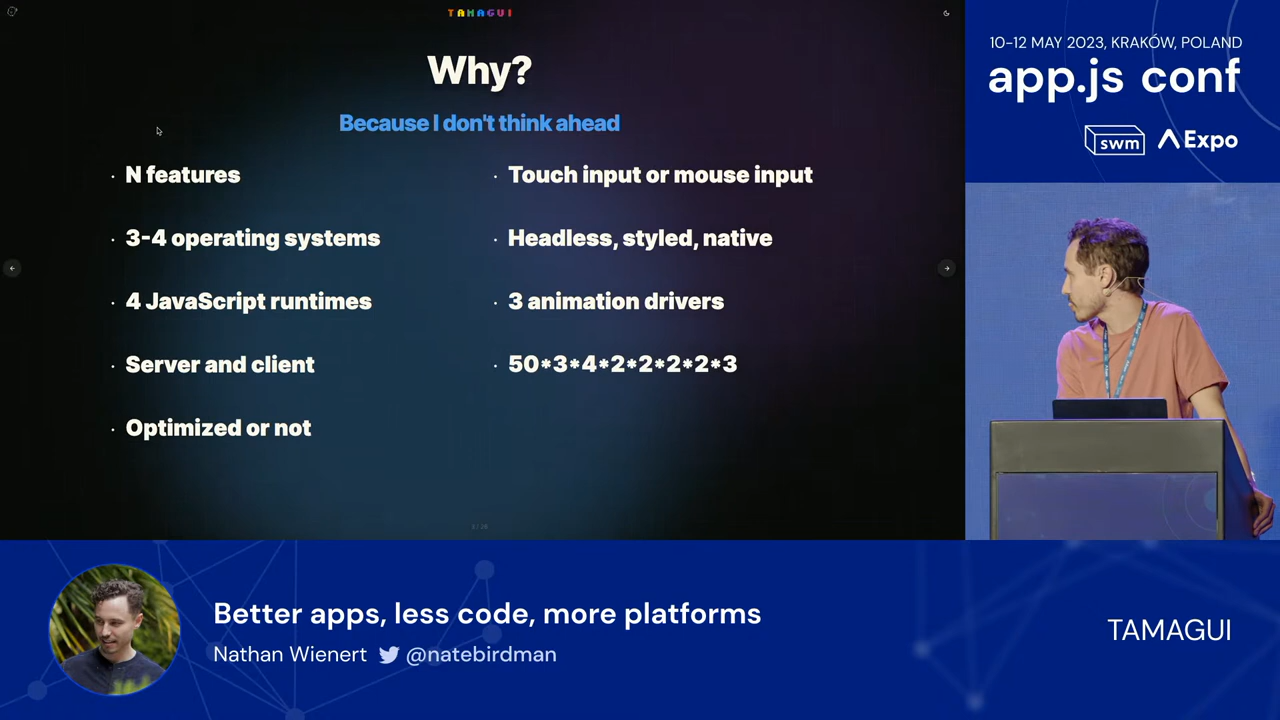 TAMAGUI
Why?
Because I don't think ahead
· N features
· 3-4 operating systems
· 4 JavaScript runtimes
· Server and client
· Optimized or not
· Touch input or mouse input
· Headless, styled, native
· 3 animation drivers
· 50*3*4*2*2*2*2*3
10-12 MAY 2023, KRAKÓW, POLAND
app.js conf
swm
Expo
Better apps, less code, more platforms
Nathan Wienert @natebirdman
TAMAGUI